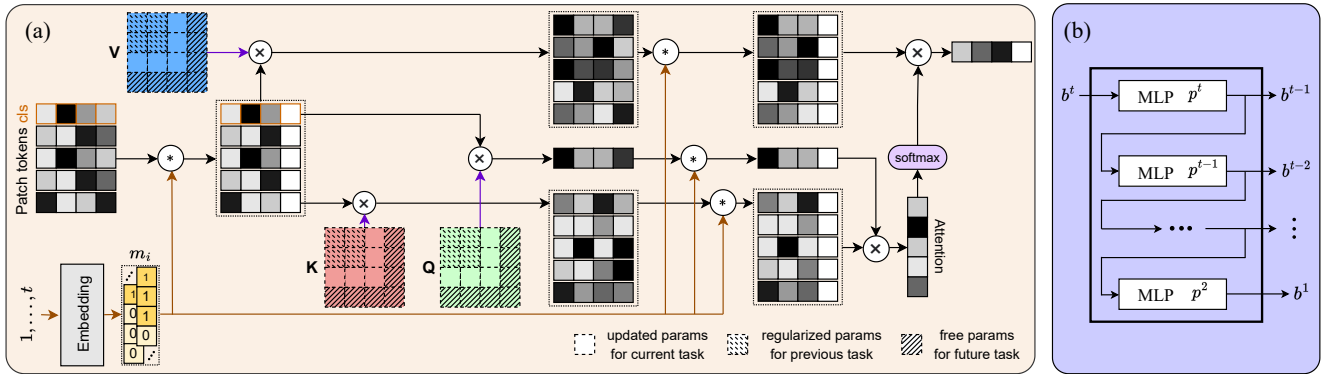 (a)
V
Patch tokens cls
K
Q
m_i
1
1
1
0
1
0
0
0
1,...,t
Embedding
softmax
Attention
updated params
for current task
regularized params
for previous task
free params
for future task
(b)
b^t
MLP p^t
b^{t-1}
MLP p^{t-1}
b^{t-2}
MLP p^2
b^1